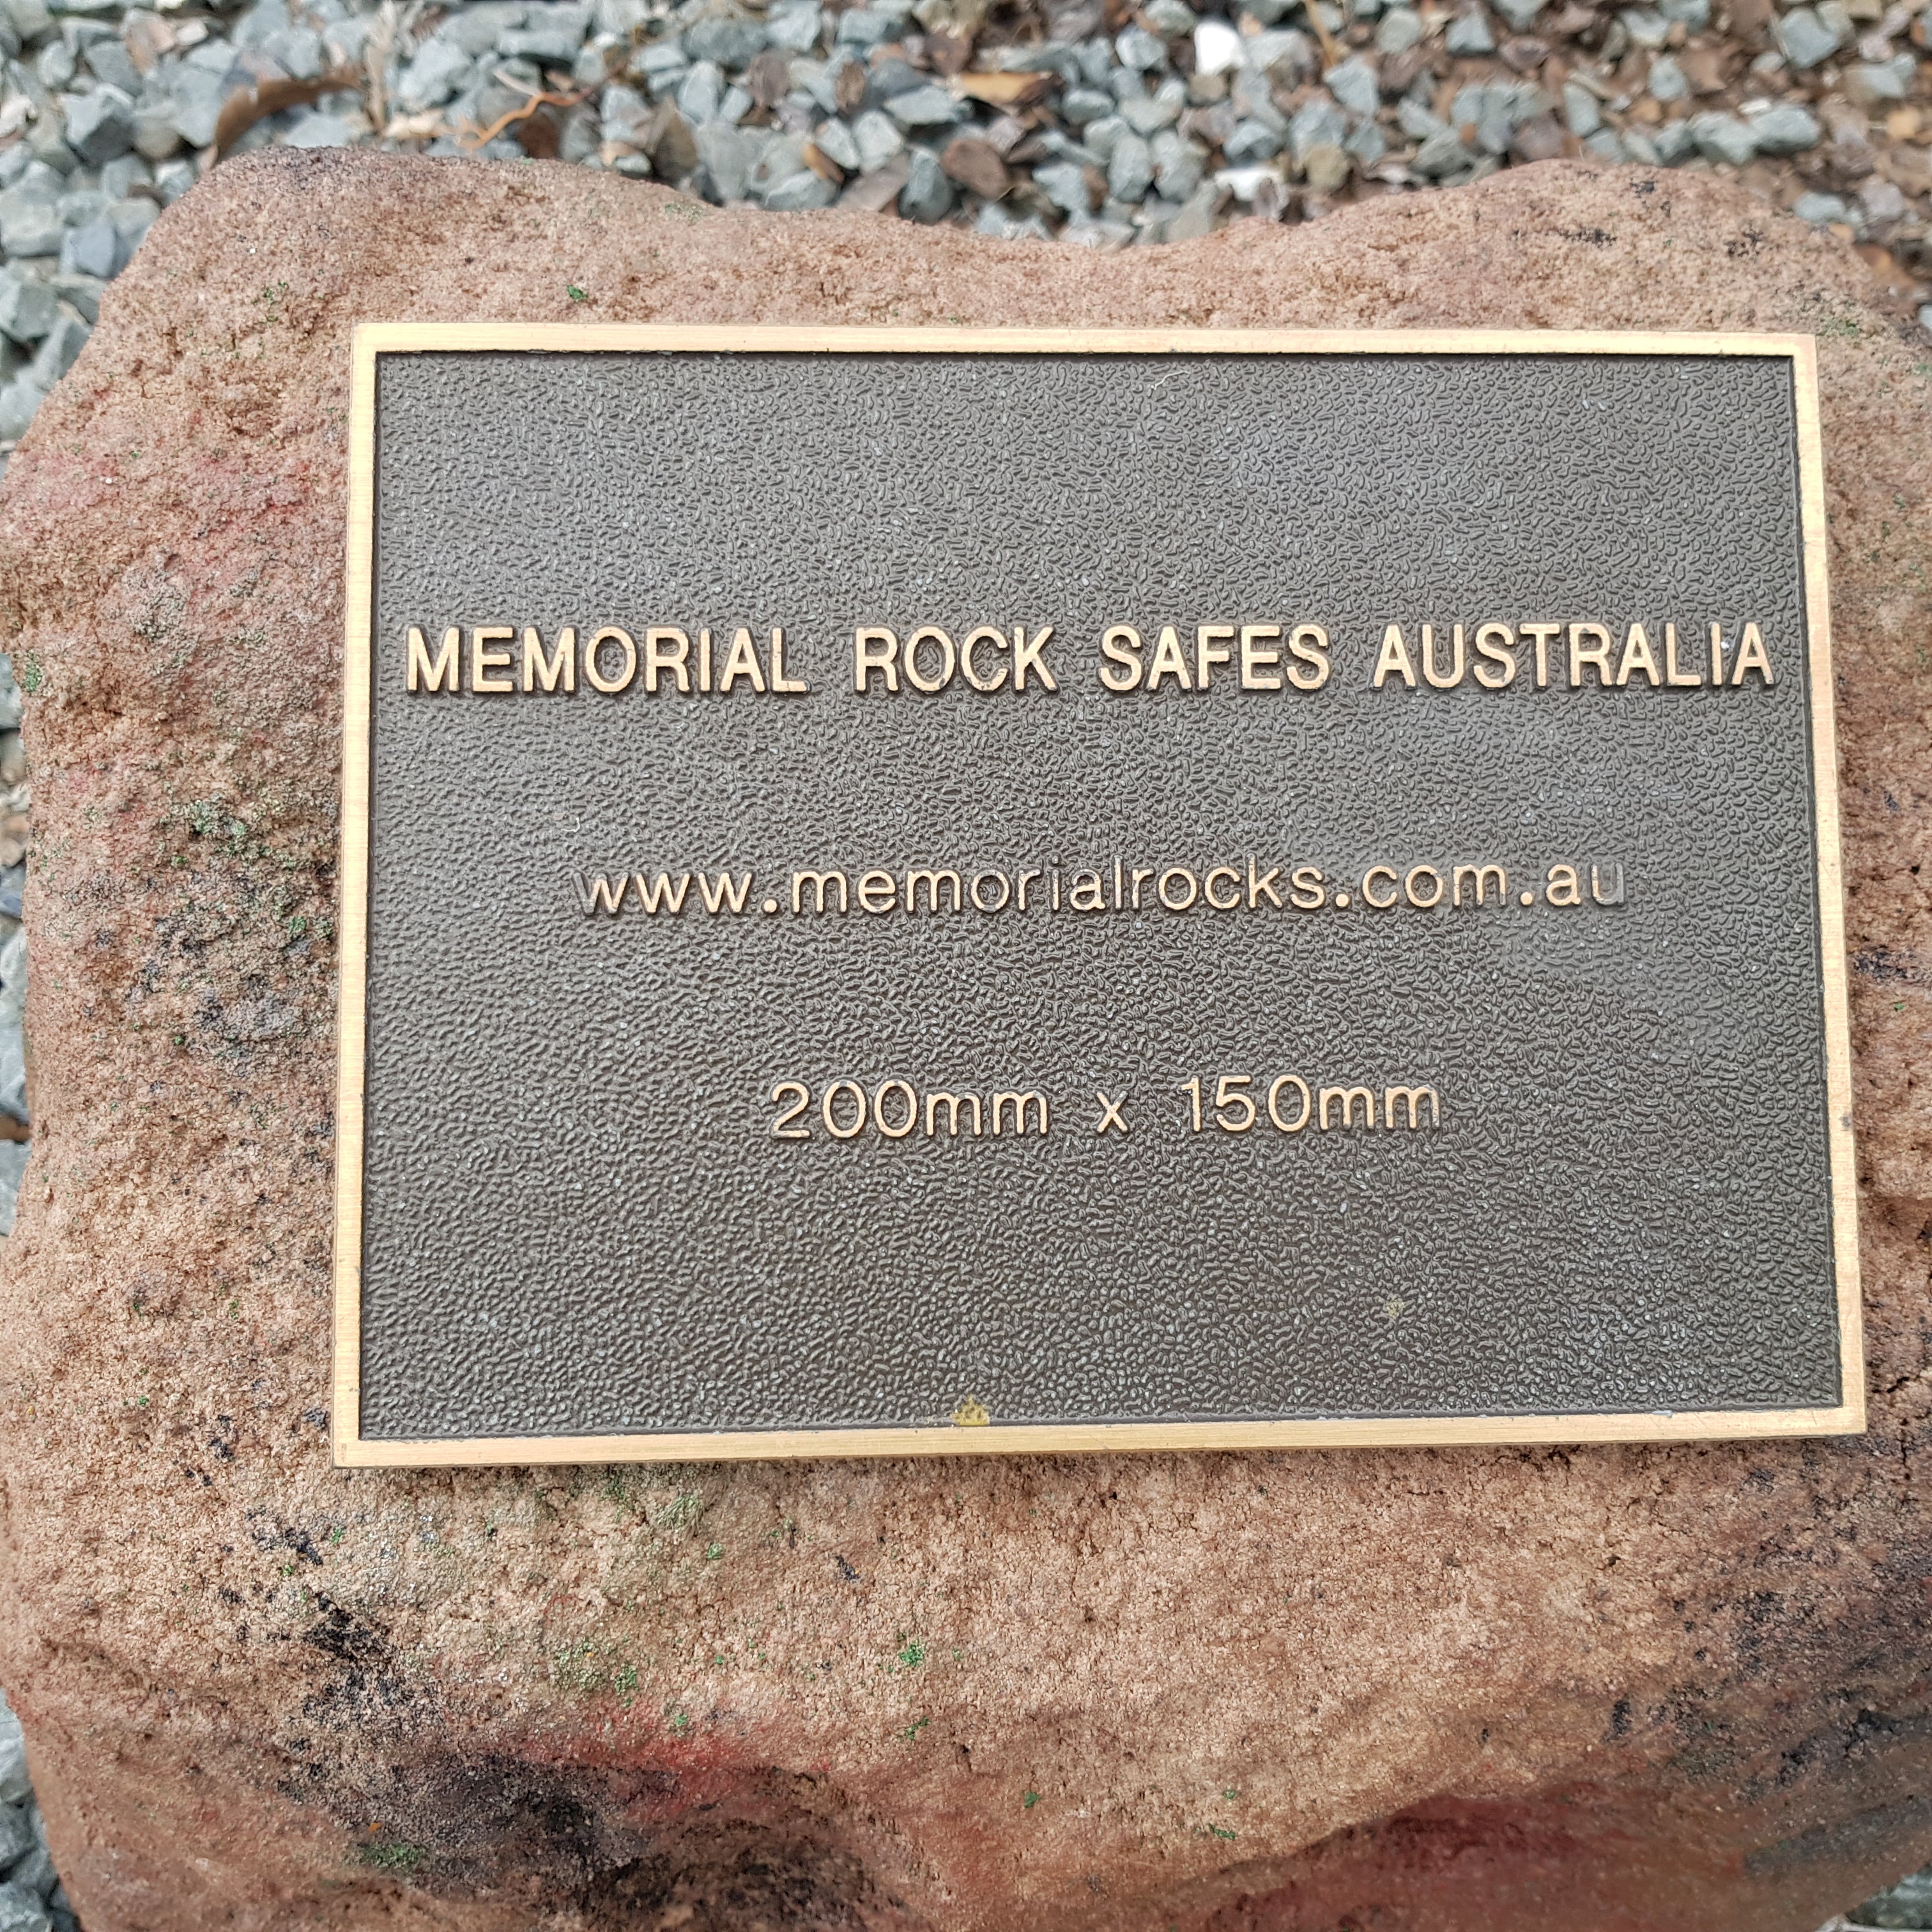 MEMORIAL ROCK SAFES AUSTRALIA
www.memorialrocks.com.au
200mm x 150mm